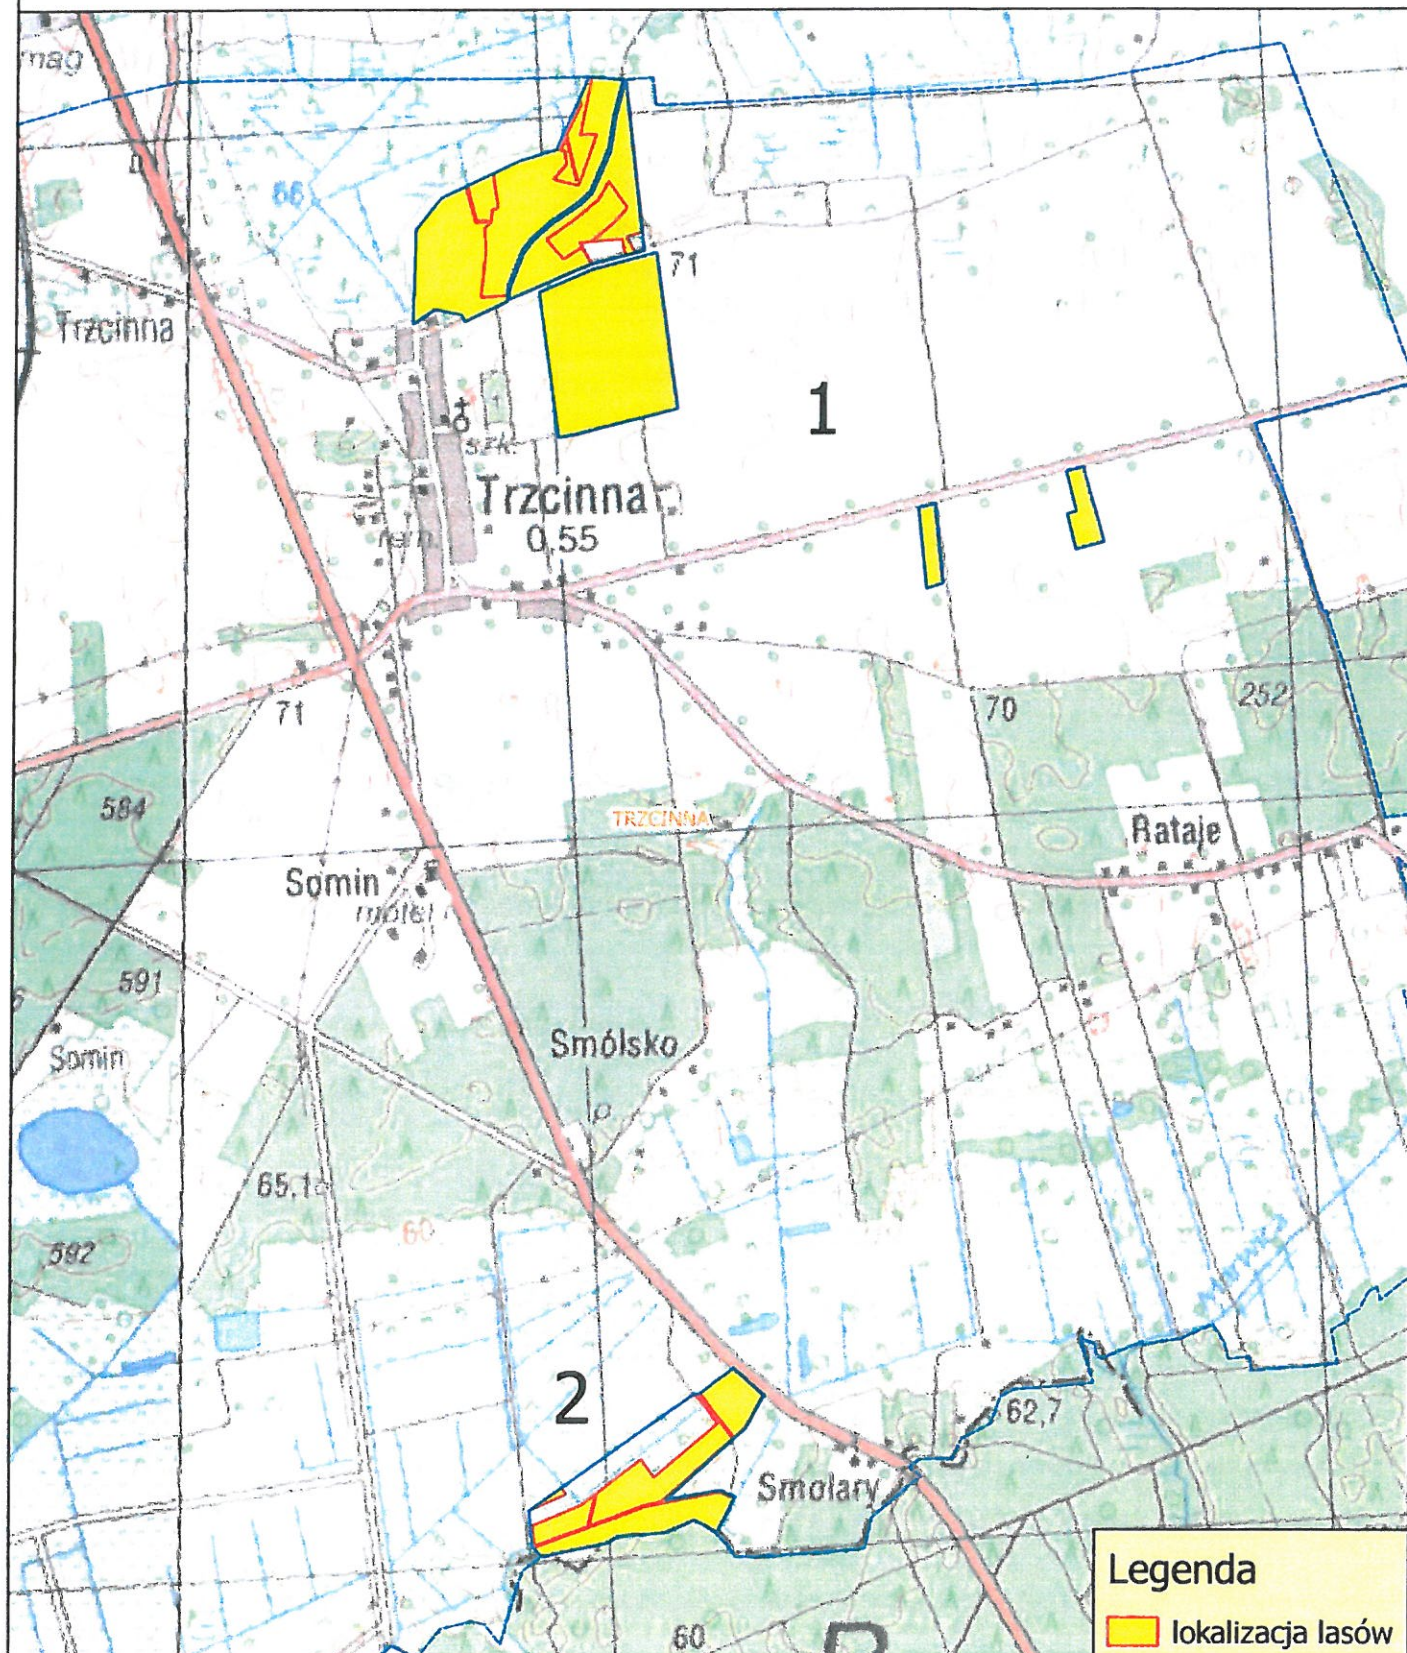 mag
66
71
Trzcinna
1
szk.
Trzcinna
0,55
71
70
252
584
TRZCINNA
Rataje
Somin
motel
591
Somin
Smólsko
65,1
60
592
2
62,7
Smolary
Legenda
60
lokalizacja lasów